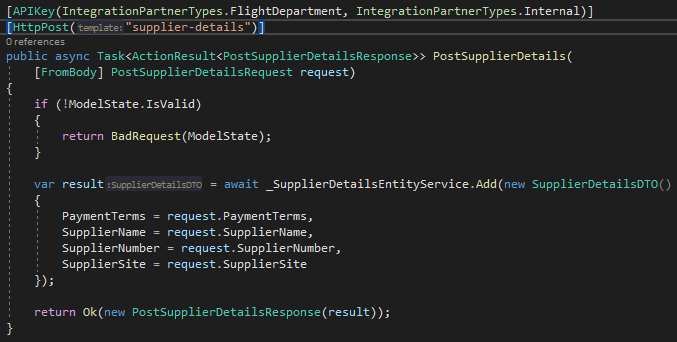 [APIKey(IntegrationPartnerTypes.FlightDepartment, IntegrationPartnerTypes.Internal)]
[HttpPost(template:"supplier-details")]
0 references
public async Task<ActionResult<PostSupplierDetailsResponse>> PostSupplierDetails(
[FromBody] PostSupplierDetailsRequest request)
{
if (!ModelState.IsValid)
{
return BadRequest(ModelState);
}
var result:SupplierDetailsDTO = await _SupplierDetailsEntityService.Add(new SupplierDetailsDTO()
{
PaymentTerms = request.PaymentTerms,
SupplierName = request.SupplierName,
SupplierNumber = request.SupplierNumber,
SupplierSite = request.SupplierSite
});
return Ok(new PostSupplierDetailsResponse(result));
}